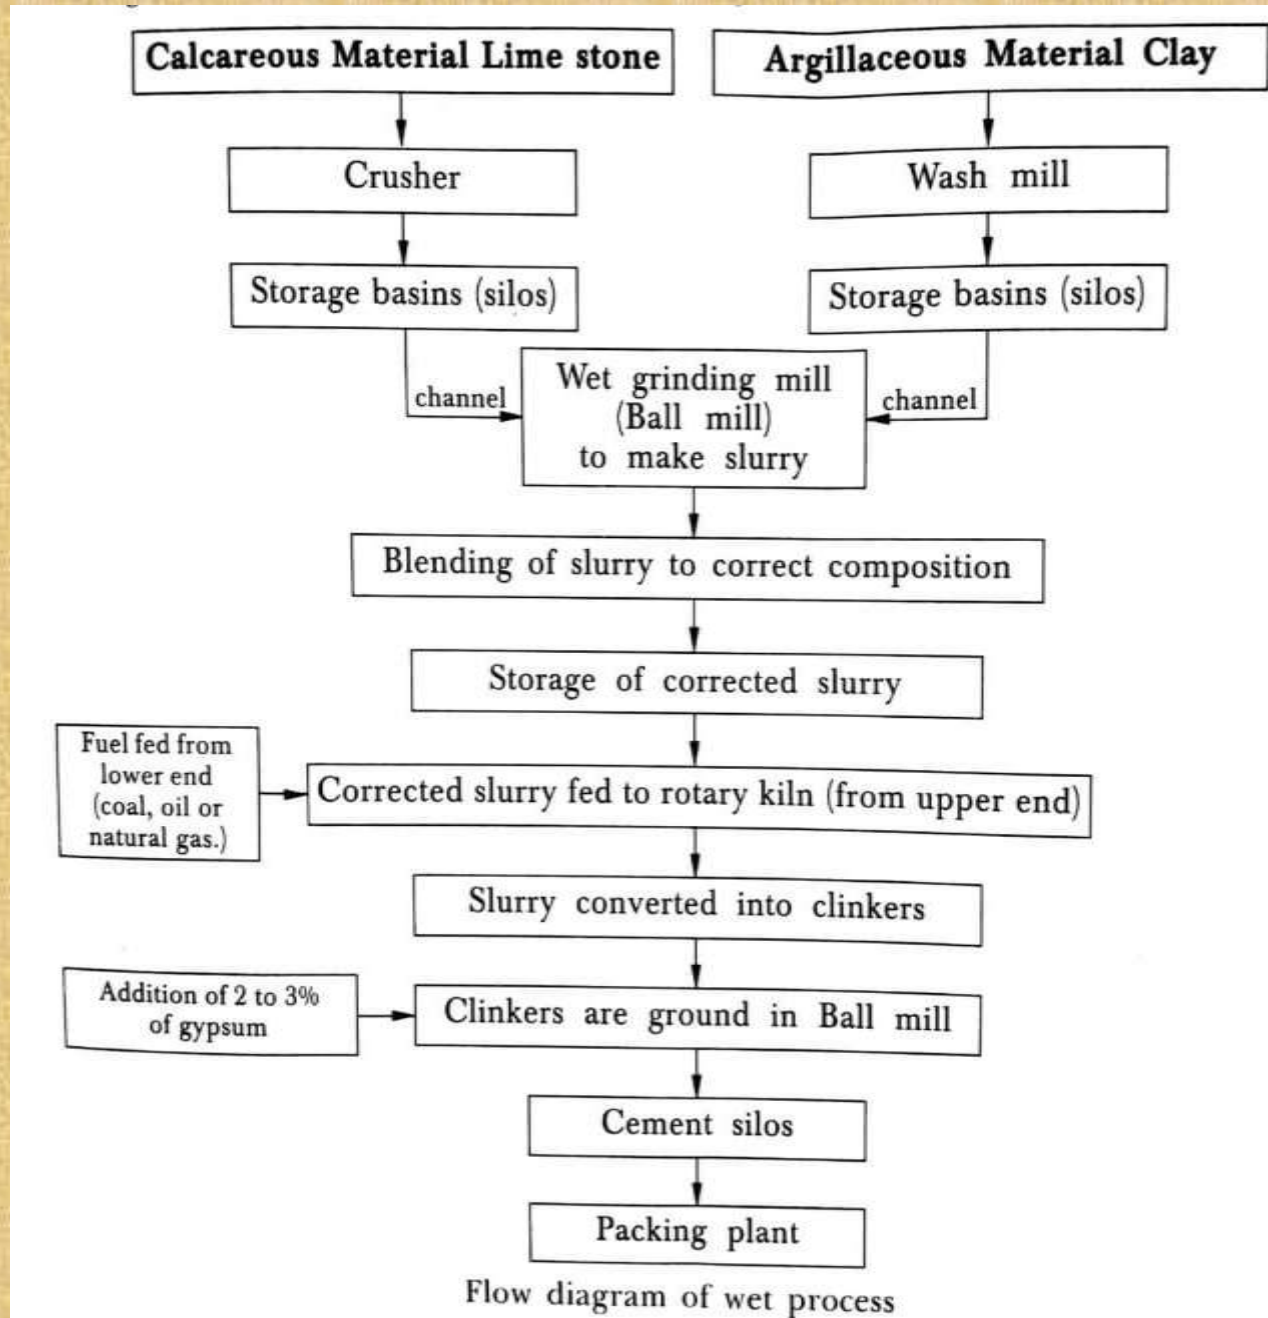 Calcareous Material Lime stone
Argillaceous Material Clay
Crusher
Wash mill
Storage basins (silos)
Storage basins (silos)
channel
Wet grinding mill
(Ball mill)
to make slurry
channel
Blending of slurry to correct composition
Storage of corrected slurry
Fuel fed from
lower end
(coal, oil or
natural gas.)
Corrected slurry fed to rotary kiln (from upper end)
Slurry converted into clinkers
Addition of 2 to 3%
of gypsum
Clinkers are ground in Ball mill
Cement silos
Packing plant
Flow diagram of wet process